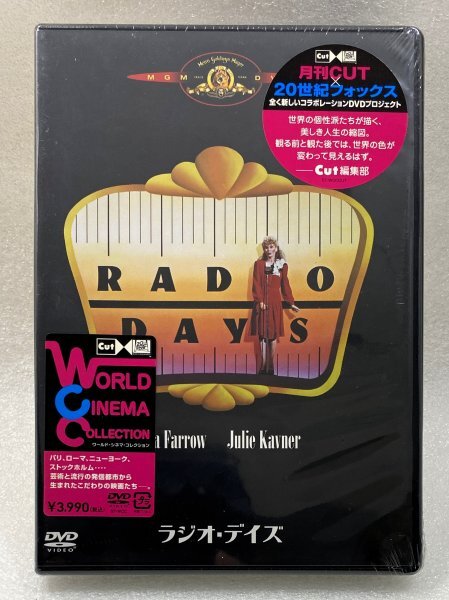 Metro Goldwyn Mayer
MGM DV
Cut
月刊CUT
×
20世紀フォックス
全く新しいコラボレーションDVDプロジェクト
世界の個性派たちが描く、
美しき人生の縮図。
観る前と観た後では、世界の色が
変わって見えるはず。
——Cut編集部
RADIO
DAYS
Cut
WORLD
CINEMA
COLLECTION
ワールド・シネマ・コレクション
パリ、ローマ、ニューヨーク、
ストックホルム‥‥
芸術と流行の発信都市から
生まれたこだわりの映画たち——。
¥3,990(税込)
DVD
a Farrow Julie Kavner
DVD
VIDEO
ラジオ・デイズ